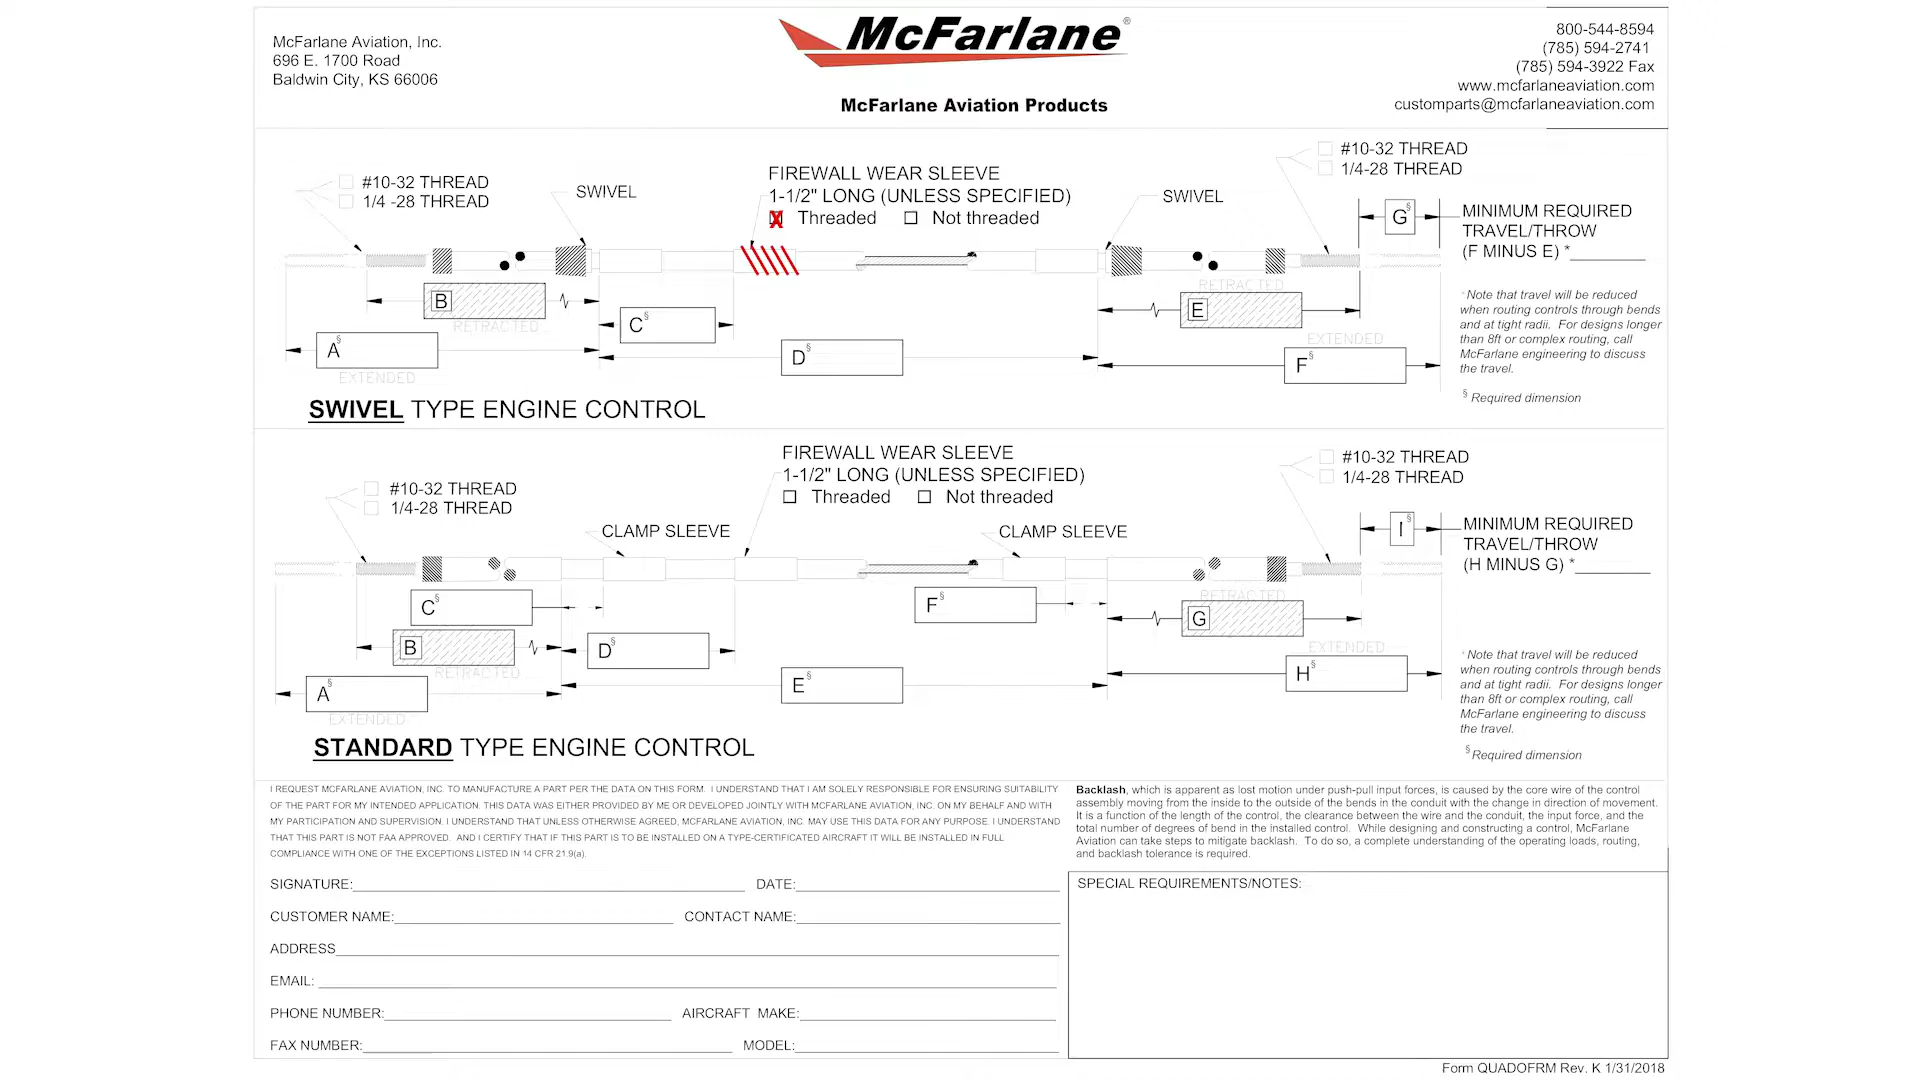 McFarlane Aviation, Inc.
696 E. 1700 Road
Baldwin City, KS 66006
McFarlane®
McFarlane Aviation Products
800-544-8594
(785) 594-2741
(785) 594-3922 Fax
www.mcfarlaneaviation.com
customparts@mcfarlaneaviation.com
#10-32 THREAD
1/4 -28 THREAD
SWIVEL
FIREWALL WEAR SLEEVE
1-1/2" LONG (UNLESS SPECIFIED)
X Threaded ☐ Not threaded
SWIVEL
#10-32 THREAD
1/4-28 THREAD
G§
MINIMUM REQUIRED
TRAVEL/THROW
(F MINUS E) *________
B
RETRACTED
C§
A§
EXTENDED
D§
RETRACTED
E
EXTENDED
F§
*Note that travel will be reduced
when routing controls through bends
and at tight radii. For designs longer
than 8ft or complex routing, call
McFarlane engineering to discuss
the travel.
§ Required dimension
SWIVEL TYPE ENGINE CONTROL
#10-32 THREAD
1/4-28 THREAD
CLAMP SLEEVE
FIREWALL WEAR SLEEVE
1-1/2" LONG (UNLESS SPECIFIED)
☐ Threaded ☐ Not threaded
CLAMP SLEEVE
#10-32 THREAD
1/4-28 THREAD
I§
MINIMUM REQUIRED
TRAVEL/THROW
(H MINUS G) *________
C§
B
RETRACTED
A§
EXTENDED
D§
E§
F§
RETRACTED
G
EXTENDED
H§
*Note that travel will be reduced
when routing controls through bends
and at tight radii. For designs longer
than 8ft or complex routing, call
McFarlane engineering to discuss
the travel.
§ Required dimension
STANDARD TYPE ENGINE CONTROL
I REQUEST MCFARLANE AVIATION, INC. TO MANUFACTURE A PART PER THE DATA ON THIS FORM. I UNDERSTAND THAT I AM SOLELY RESPONSIBLE FOR ENSURING SUITABILITY
OF THE PART FOR MY INTENDED APPLICATION. THIS DATA WAS EITHER PROVIDED BY ME OR DEVELOPED JOINTLY WITH MCFARLANE AVIATION, INC. ON MY BEHALF AND WITH
MY PARTICIPATION AND SUPERVISION. I UNDERSTAND THAT UNLESS OTHERWISE AGREED, MCFARLANE AVIATION, INC. MAY USE THIS DATA FOR ANY PURPOSE. I UNDERSTAND
THAT THIS PART IS NOT FAA APPROVED. AND I CERTIFY THAT IF THIS PART IS TO BE INSTALLED ON A TYPE-CERTIFICATED AIRCRAFT IT WILL BE INSTALLED IN FULL
COMPLIANCE WITH ONE OF THE EXCEPTIONS LISTED IN 14 CFR 21.9(a).
Backlash, which is apparent as lost motion under push-pull input forces, is caused by the core wire of the control
assembly moving from the inside to the outside of the bends in the conduit with the change in direction of movement.
It is a function of the length of the control, the clearance between the wire and the conduit, the input force, and the
total number of degrees of bend in the installed control. While designing and constructing a control, McFarlane
Aviation can take steps to mitigate backlash. To do so, a complete understanding of the operating loads, routing,
and backlash tolerance is required.
SIGNATURE: DATE:
CUSTOMER NAME: CONTACT NAME:
ADDRESS
EMAIL:
PHONE NUMBER: AIRCRAFT MAKE:
FAX NUMBER: MODEL:
SPECIAL REQUIREMENTS/NOTES:
Form QUADOFRM Rev. K 1/31/2018